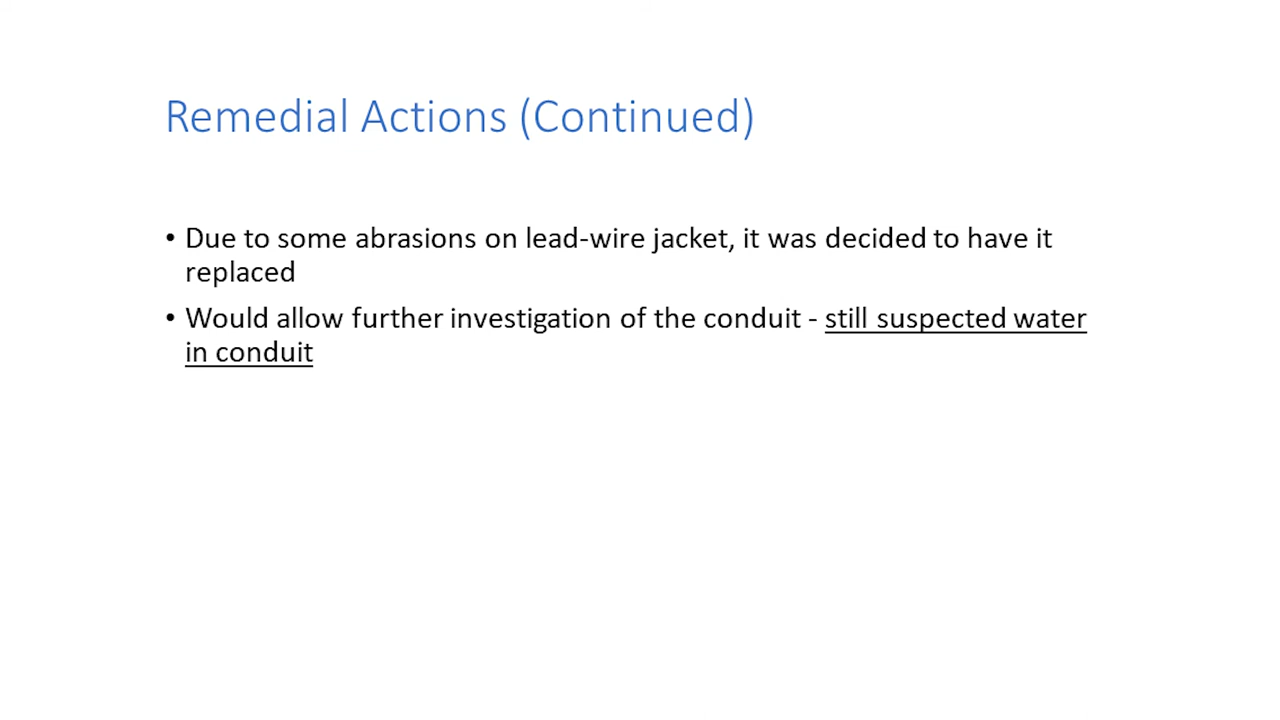 Remedial Actions (Continued)
• Due to some abrasions on lead-wire jacket, it was decided to have it
replaced
• Would allow further investigation of the conduit - still suspected water
in conduit